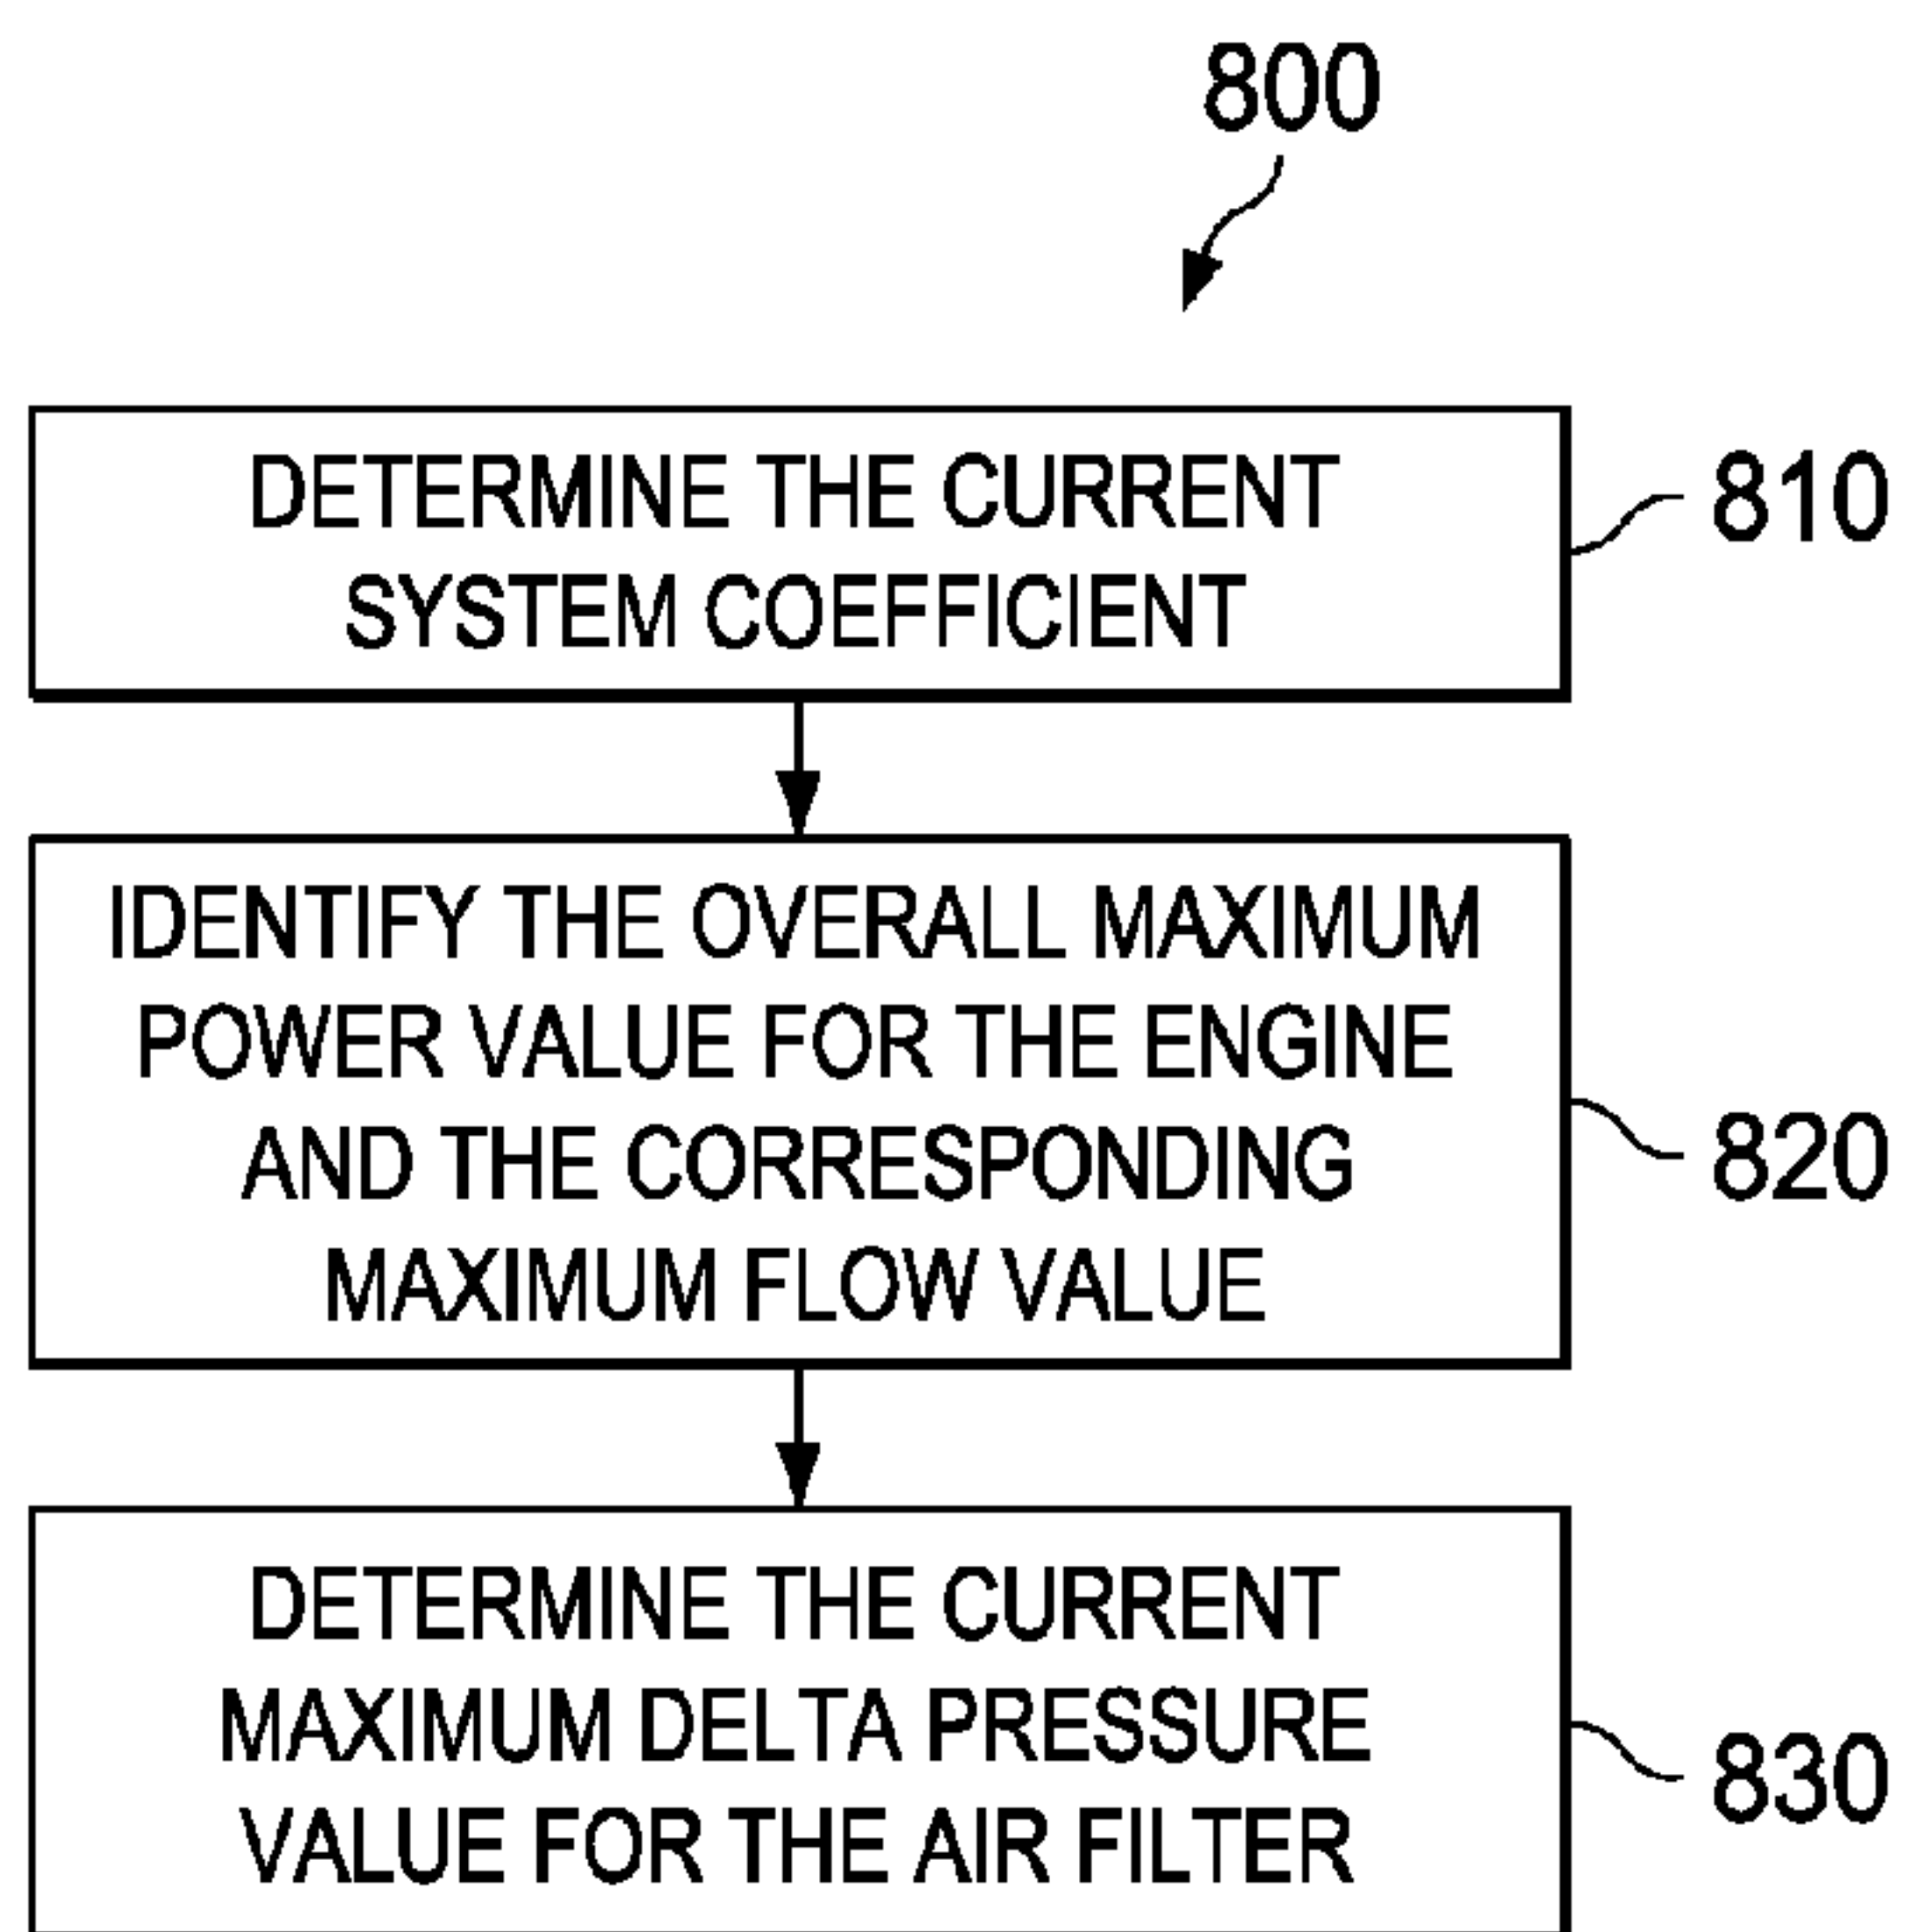 800
DETERMINE THE CURRENT
SYSTEM COEFFICIENT
810
IDENTIFY THE OVERALL MAXIMUM
POWER VALUE FOR THE ENGINE
AND THE CORRESPONDING
MAXIMUM FLOW VALUE
820
DETERMINE THE CURRENT
MAXIMUM DELTA PRESSURE
VALUE FOR THE AIR FILTER
830